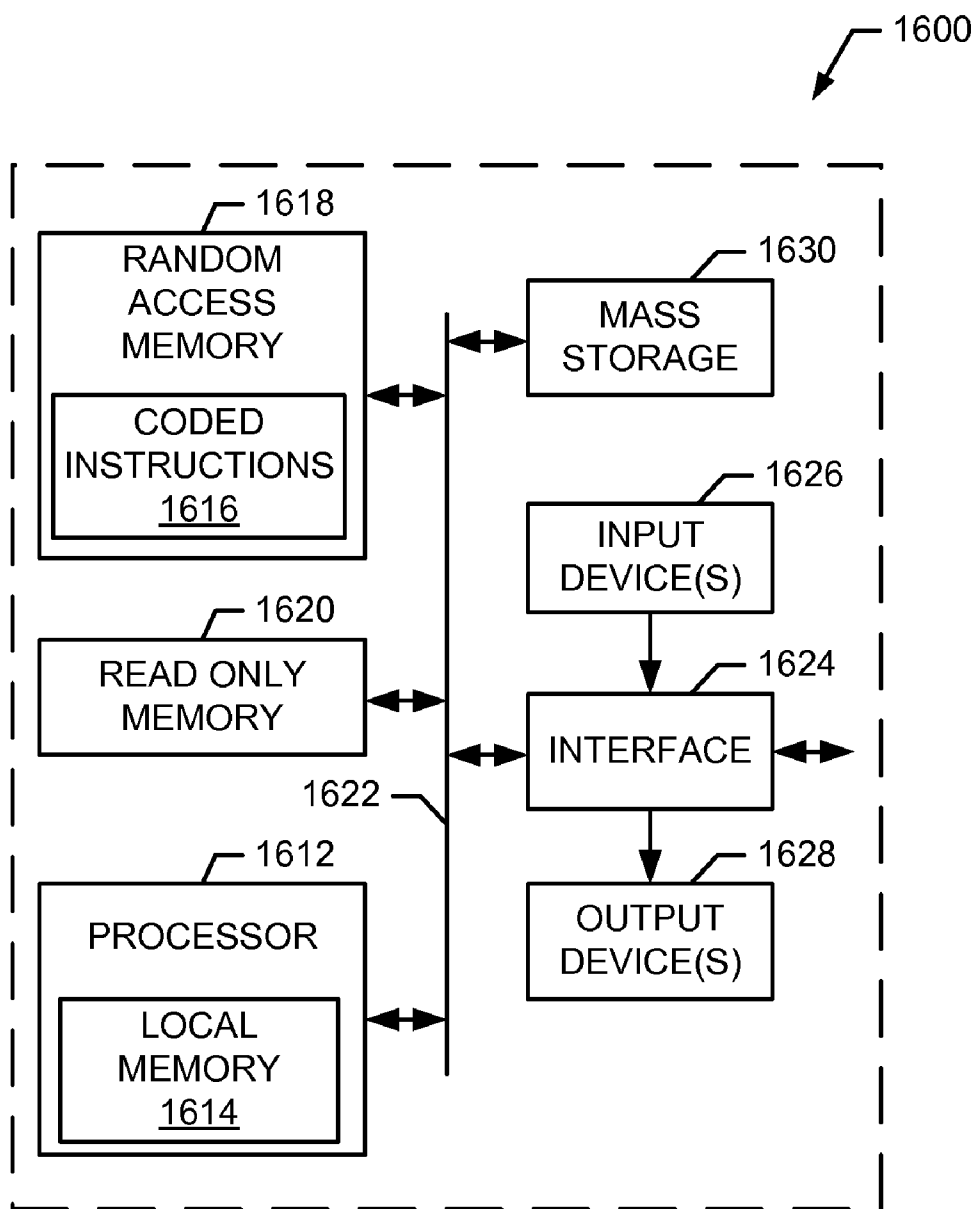 1600
1618
RANDOM
ACCESS
MEMORY
CODED
INSTRUCTIONS
1616
1630
MASS
STORAGE
1626
INPUT
DEVICE(S)
1620
READ ONLY
MEMORY
1624
INTERFACE
1622
1612
PROCESSOR
LOCAL
MEMORY
1614
1628
OUTPUT
DEVICE(S)